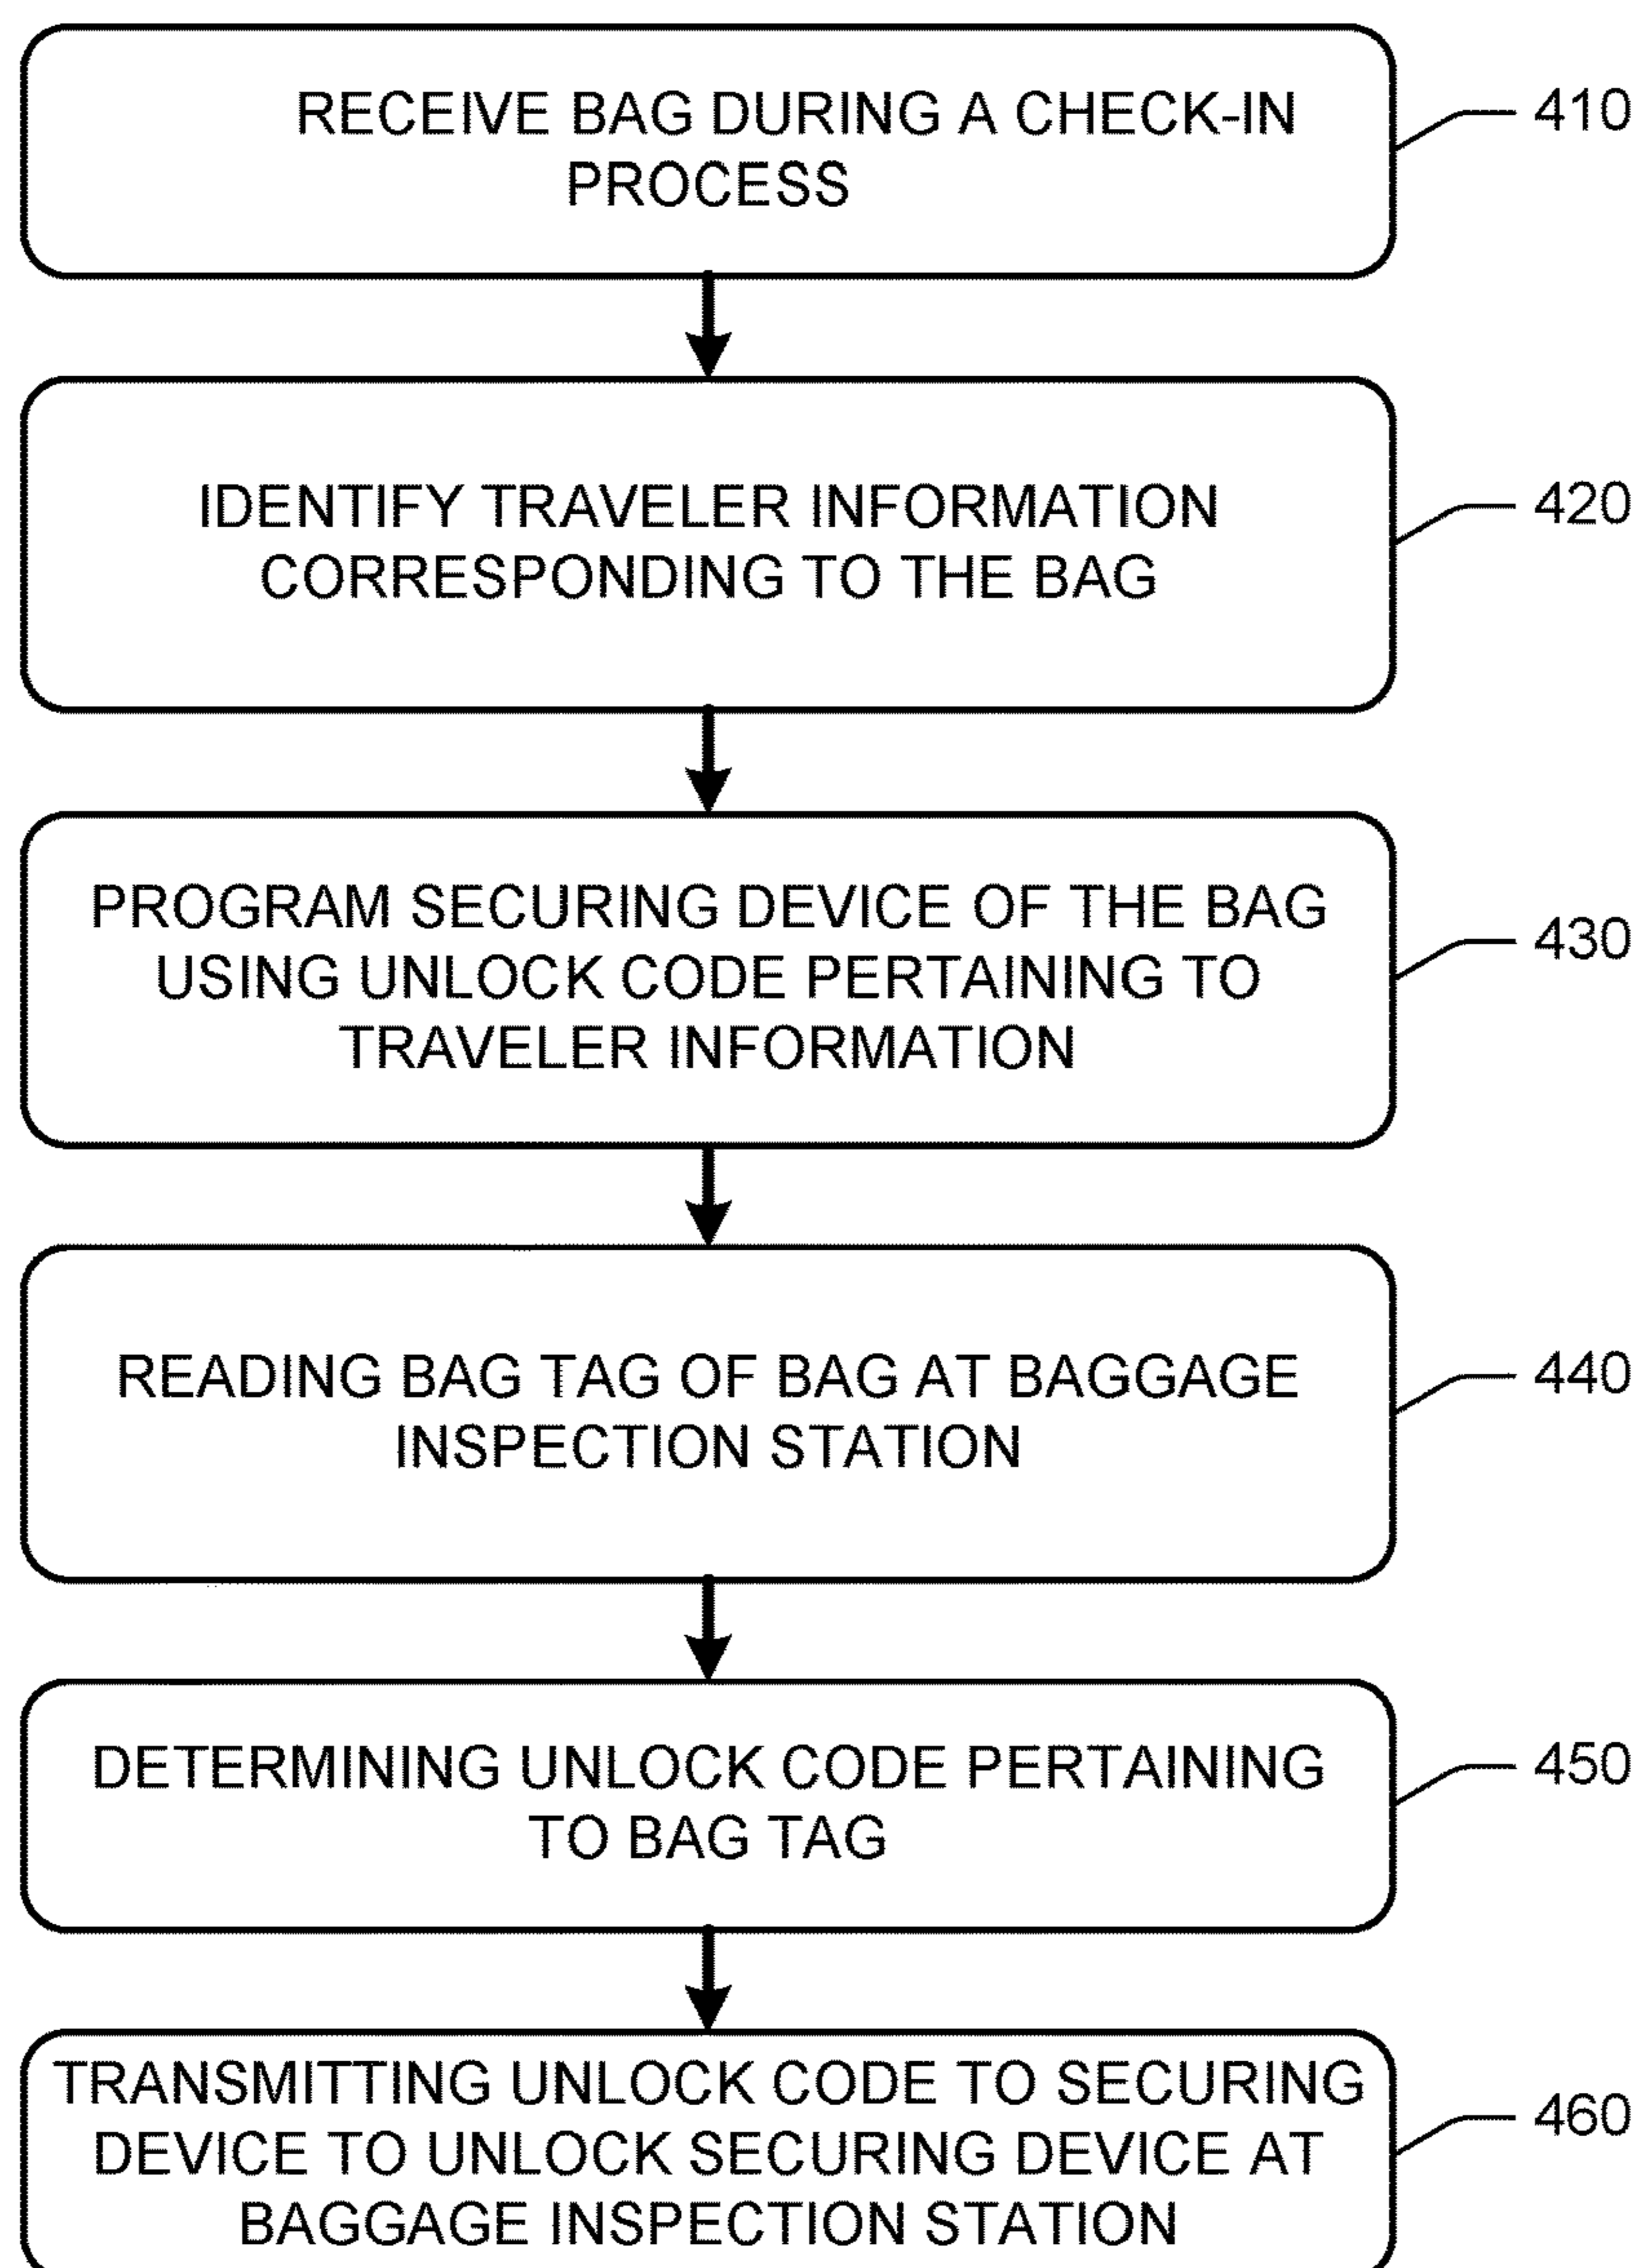 RECEIVE BAG DURING A CHECK-IN
PROCESS
410
IDENTIFY TRAVELER INFORMATION
CORRESPONDING TO THE BAG
420
PROGRAM SECURING DEVICE OF THE BAG
USING UNLOCK CODE PERTAINING TO
TRAVELER INFORMATION
430
READING BAG TAG OF BAG AT BAGGAGE
INSPECTION STATION
440
DETERMINING UNLOCK CODE PERTAINING
TO BAG TAG
450
TRANSMITTING UNLOCK CODE TO SECURING
DEVICE TO UNLOCK SECURING DEVICE AT
BAGGAGE INSPECTION STATION
460